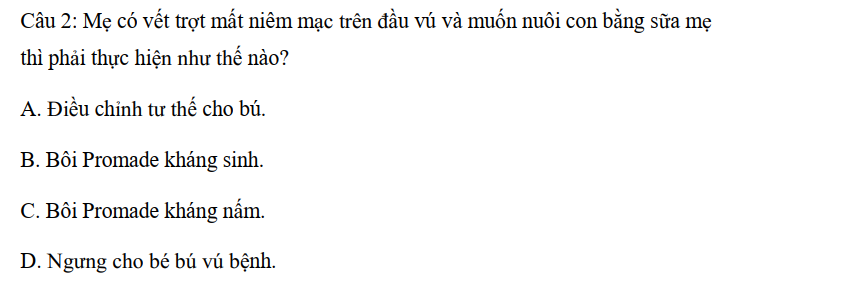 Câu 2: Mẹ có vết trợt mất niêm mạc trên đầu vú và muốn nuôi con bằng sữa mẹ
thì phải thực hiện như thế nào?
A. Điều chỉnh tư thế cho bú.
B. Bôi Promade kháng sinh.
C. Bôi Promade kháng nấm.
D. Ngưng cho bé bú vú bệnh.